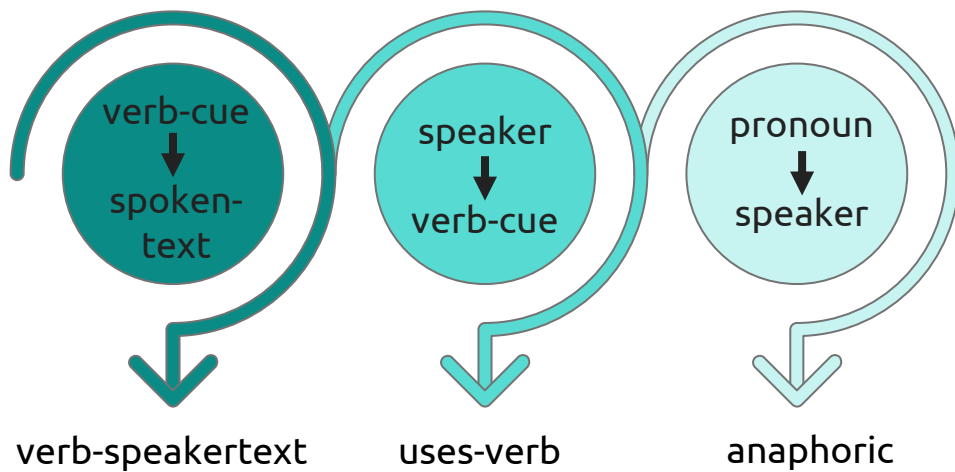 verb-cue
spoken-
text
speaker
verb-cue
pronoun
speaker
verb-speakertext
uses-verb
anaphoric